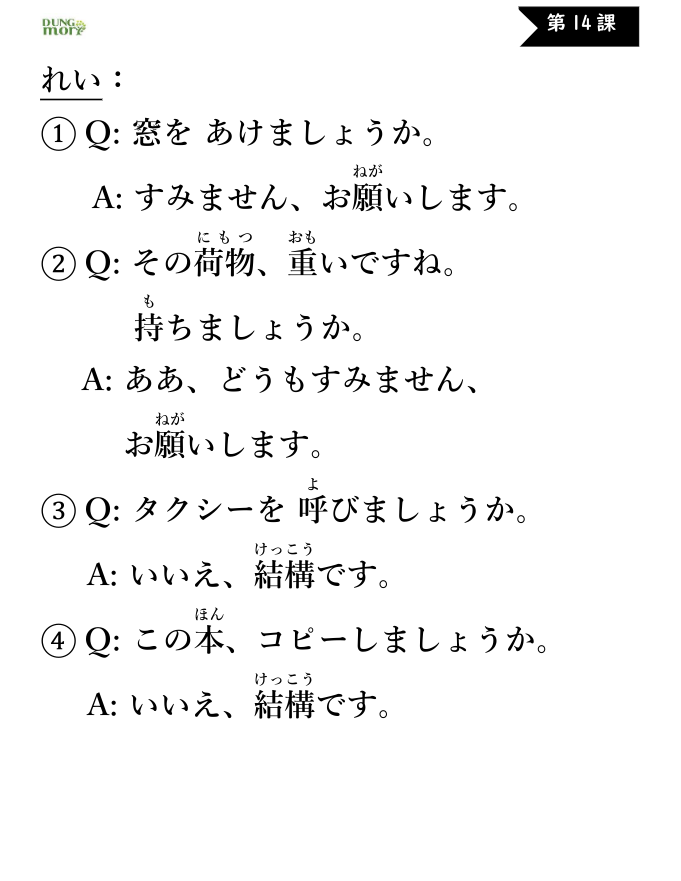 DUNG
mori
第14課
れい：
① Q: 窓を あけましょうか。
ねが
A: すみません、お願いします。
にもつ おも
② Q: その荷物、重いですね。
も
持ちましょうか。
A: ああ、どうもすみません、
ねが
お願いします。
よ
③ Q: タクシーを 呼びましょうか。
けっこう
A: いいえ、結構です。
ほん
④ Q: この本、コピーしましょうか。
けっこう
A: いいえ、結構です。